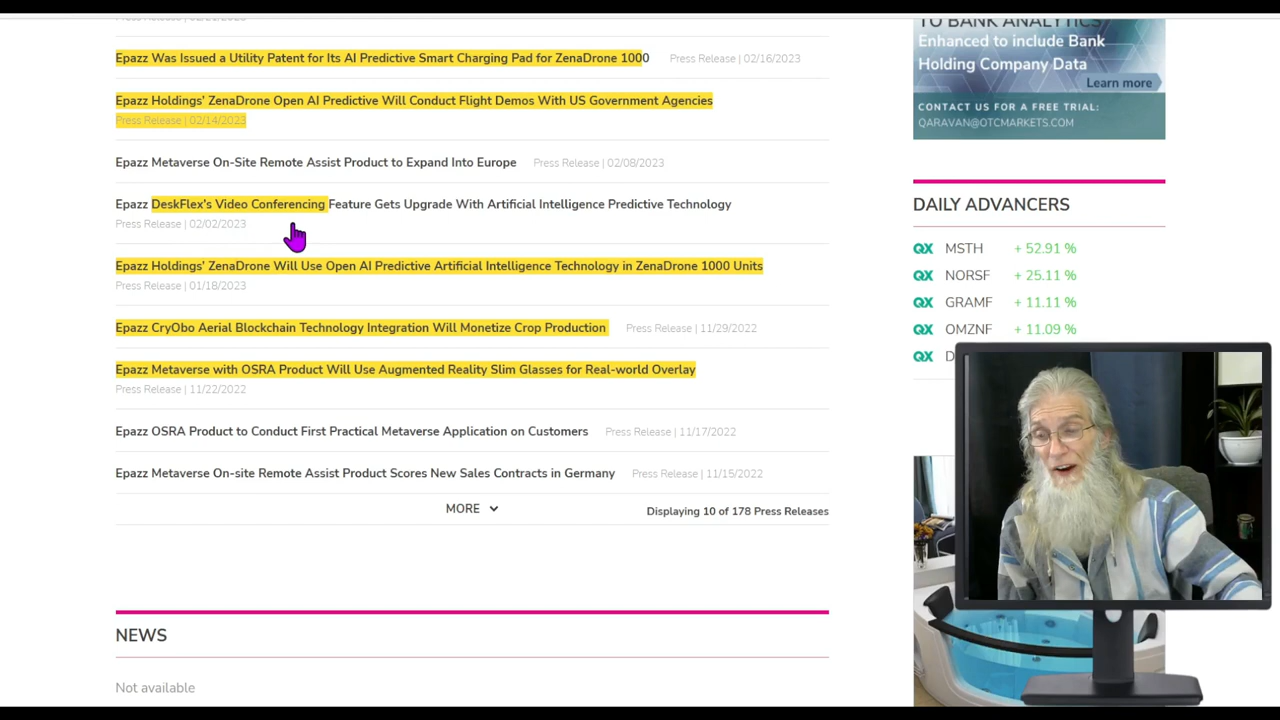 Press Release | 02/21/2023
Epazz Was Issued a Utility Patent for Its AI Predictive Smart Charging Pad for ZenaDrone 1000 Press Release | 02/16/2023
Epazz Holdings' ZenaDrone Open AI Predictive Will Conduct Flight Demos With US Government Agencies
Press Release | 02/14/2023
Epazz Metaverse On-Site Remote Assist Product to Expand Into Europe Press Release | 02/08/2023
Epazz DeskFlex's Video Conferencing Feature Gets Upgrade With Artificial Intelligence Predictive Technology
Press Release | 02/02/2023
Epazz Holdings' ZenaDrone Will Use Open AI Predictive Artificial Intelligence Technology in ZenaDrone 1000 Units
Press Release | 01/18/2023
Epazz CryObo Aerial Blockchain Technology Integration Will Monetize Crop Production Press Release | 11/29/2022
Epazz Metaverse with OSRA Product Will Use Augmented Reality Slim Glasses for Real-world Overlay
Press Release | 11/22/2022
Epazz OSRA Product to Conduct First Practical Metaverse Application on Customers Press Release | 11/17/2022
Epazz Metaverse On-site Remote Assist Product Scores New Sales Contracts in Germany Press Release | 11/15/2022
MORE
Displaying 10 of 178 Press Releases
NEWS
Not available
TO BANK ANALYTICS
Enhanced to include Bank
Holding Company Data
Learn more
CONTACT US FOR A FREE TRIAL:
QARAVAN@OTCMARKETS.COM
DAILY ADVANCERS
QX MSTH + 52.91 %
QX NORSF + 25.11 %
QX GRAMF + 11.11 %
QX OMZNF + 11.09 %
QX D